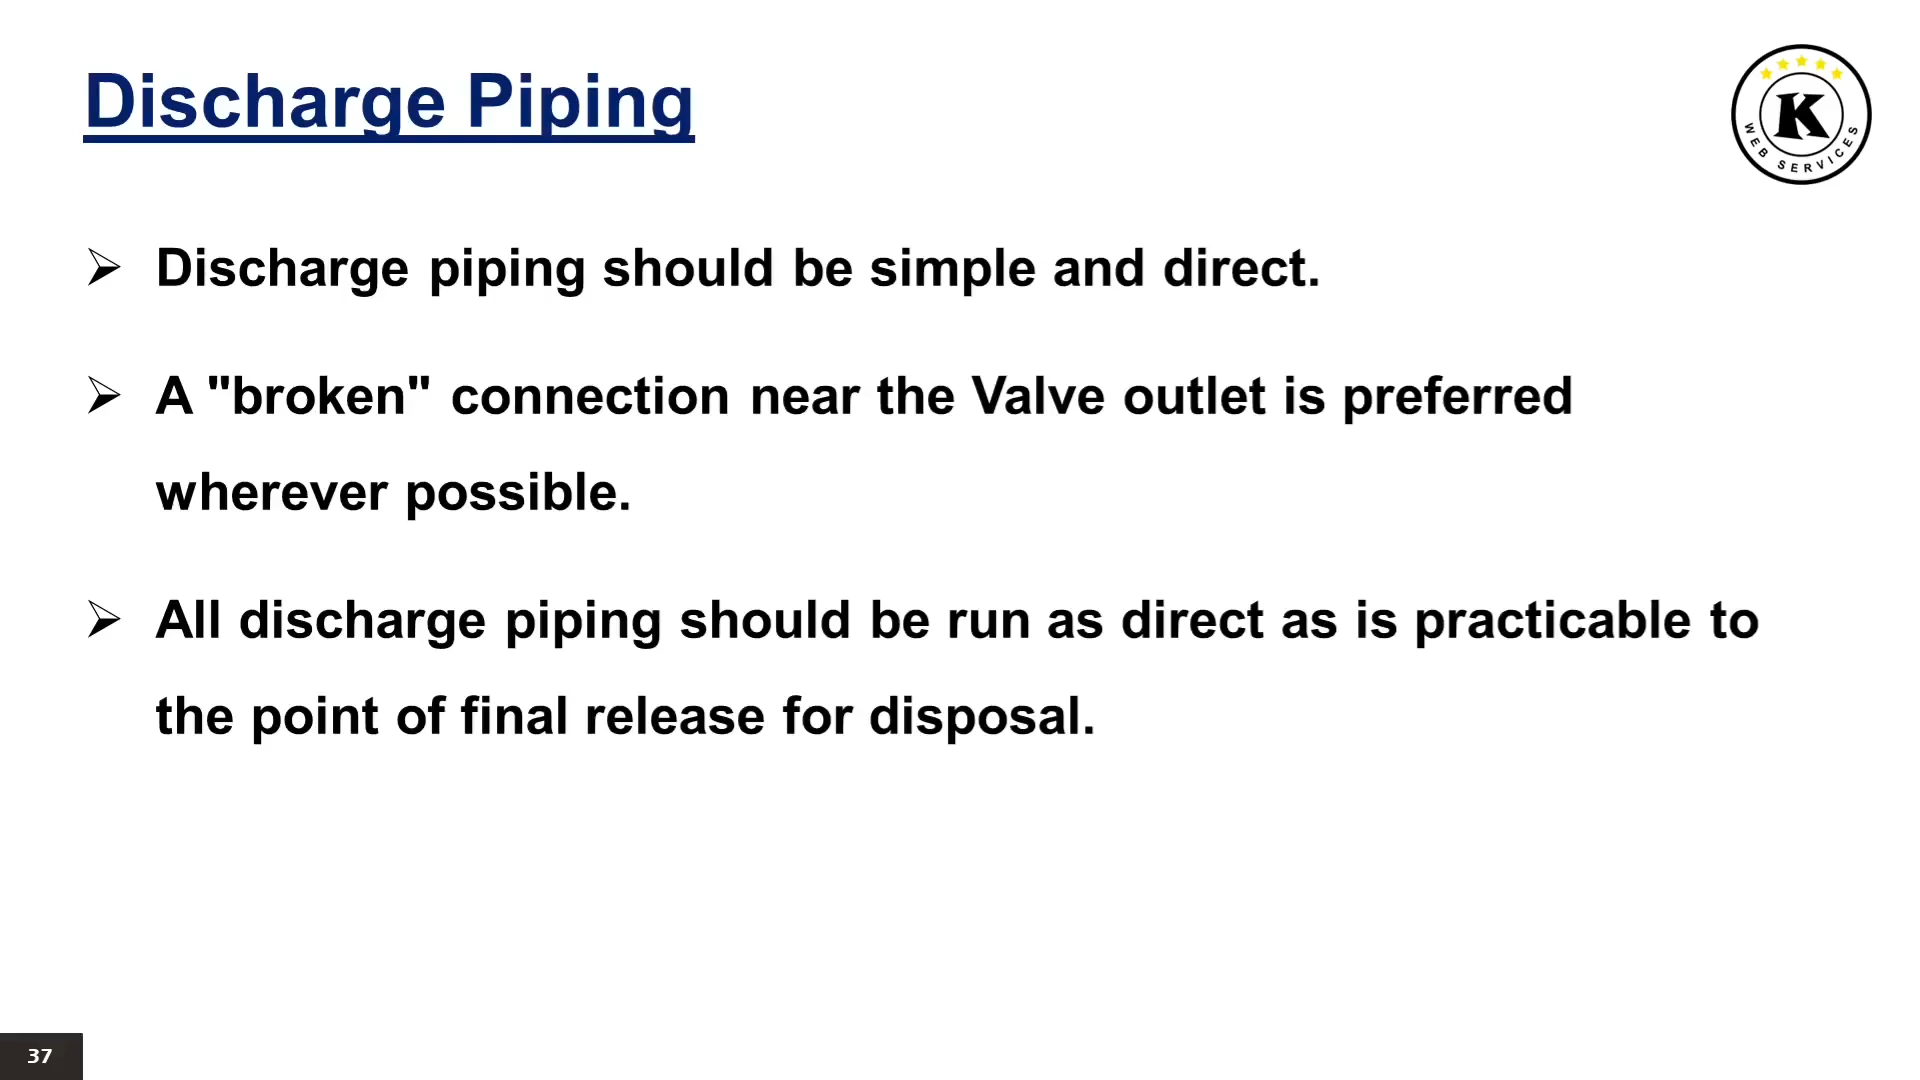 Discharge Piping
K
WEB SERVICES
➢ Discharge piping should be simple and direct.
➢ A "broken" connection near the Valve outlet is preferred
wherever possible.
➢ All discharge piping should be run as direct as is practicable to
the point of final release for disposal.
37